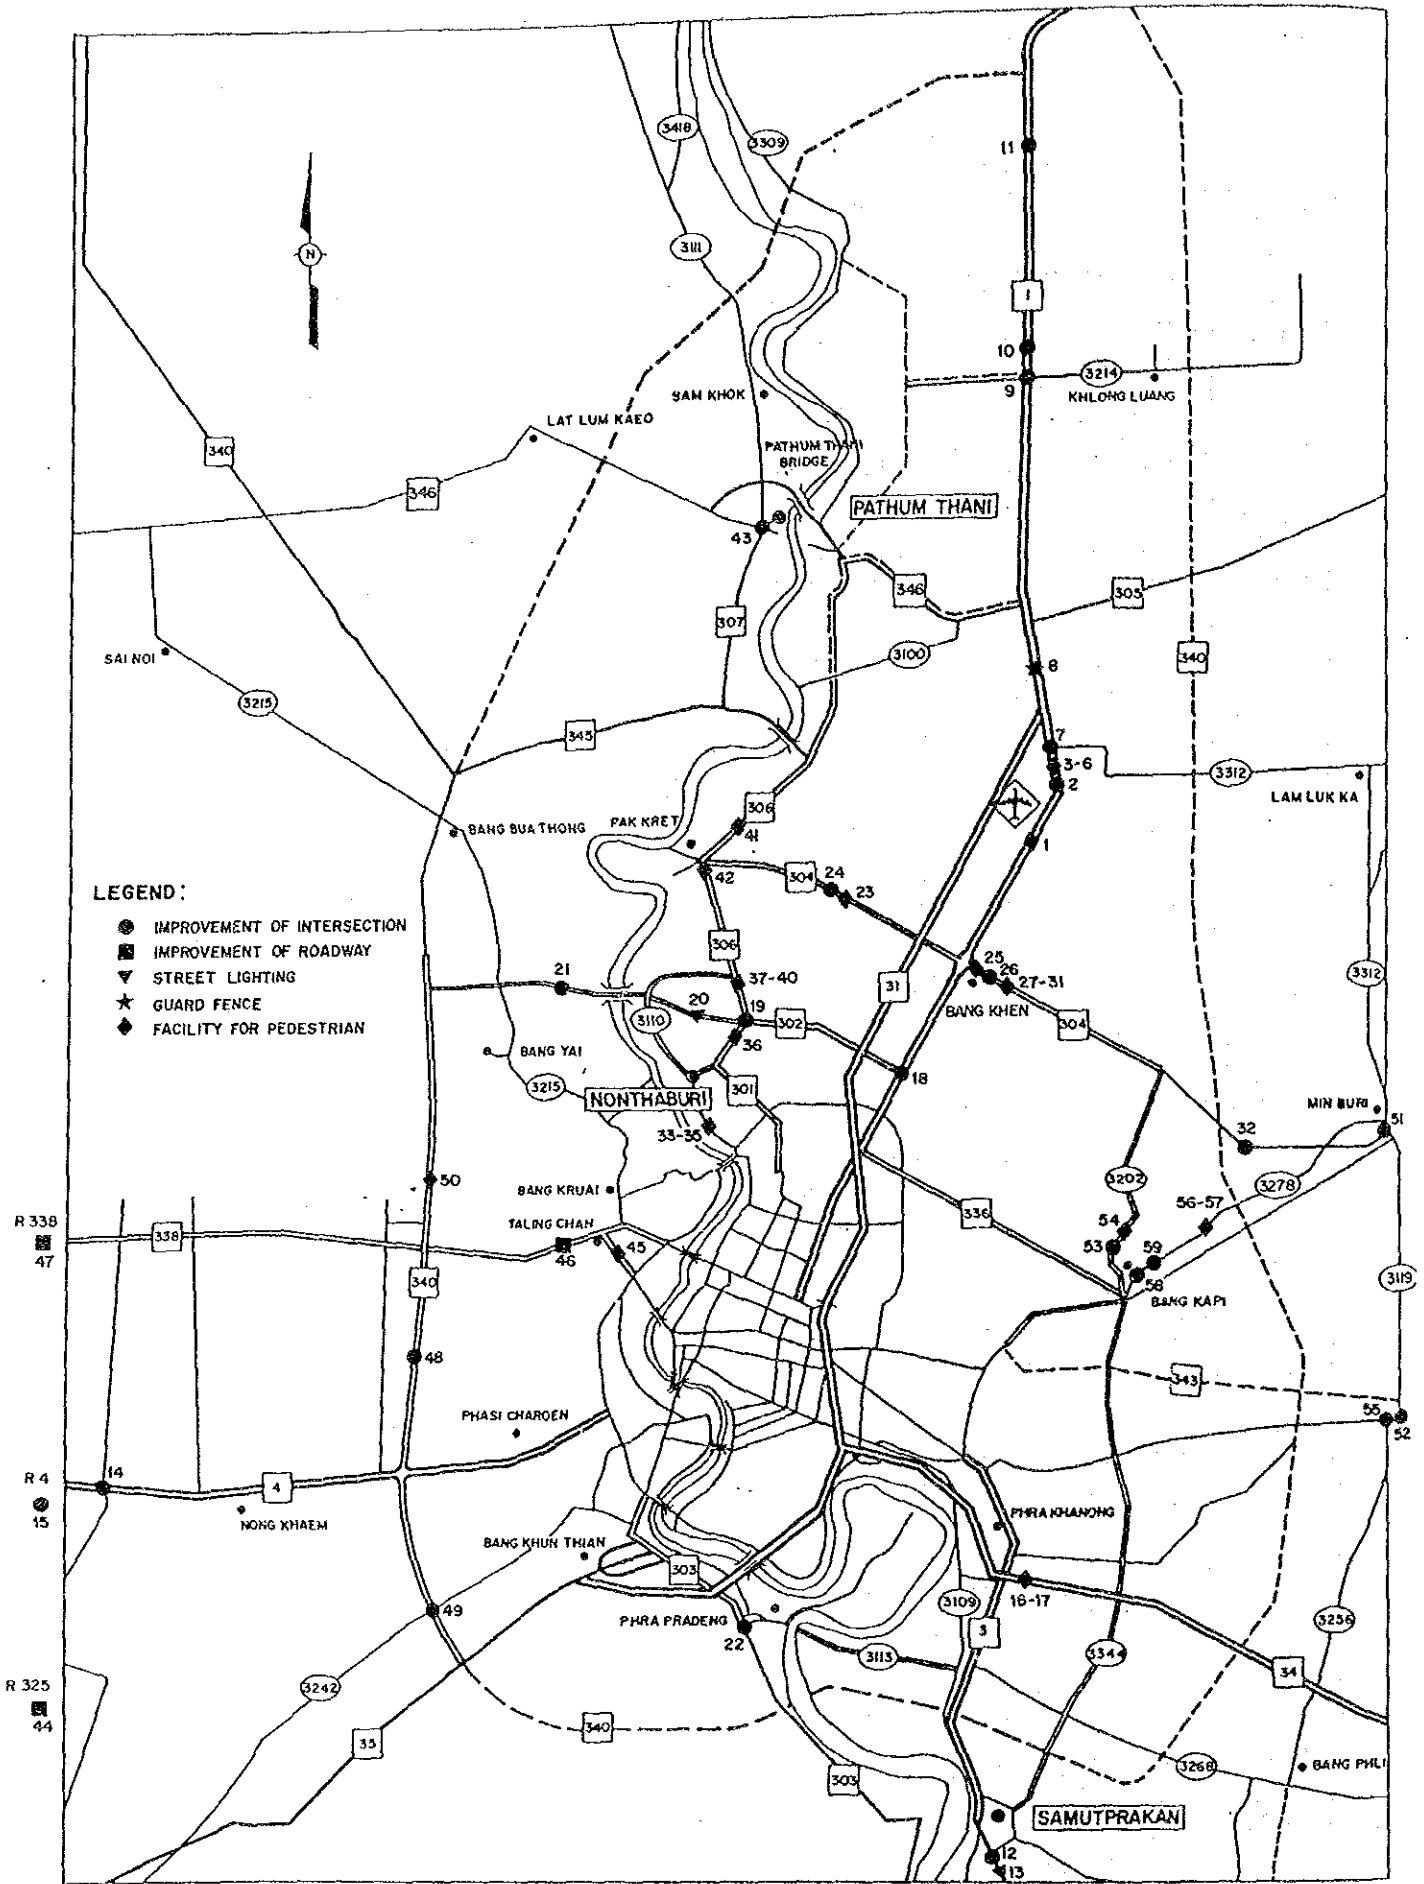 3418
3309
11
3111
N
1
10
9
3214
KHLONG LUANG
SAM KHOK
LAT LUM KAEO
340
PATHUM THANI
BRIDGE
346
PATHUM THANI
43
346
305
307
SAI NOI
3100
340
8
3215
345
7
3-6
2
3312
LAM LUK KA
306
PAK KRET
BANG BUA THONG
41
1
42
304
24
23
LEGEND:
IMPROVEMENT OF INTERSECTION
IMPROVEMENT OF ROADWAY
STREET LIGHTING
GUARD FENCE
FACILITY FOR PEDESTRIAN
306
25
26
27-31
3312
21
37-40
31
BANG KHEN
20
19
3110
302
304
36
BANG YAI
18
3215
NONTHABURI
301
MIN BURI
51
33-35
32
50
BANG KRUAI
3202
3278
56-57
R 338
338
TALING CHAN
336
54
47
46
45
53
59
3119
340
58
BANG KAPI
48
343
PHASI CHAROEN
55
52
R 4
14
4
15
NONG KHAEM
PHRA KHANONG
BANG KHUN THIAN
303
49
PHRA PRADENG
3109
16-17
22
3
3256
R 325
3242
3113
3344
34
44
340
35
3268
BANG PHLI
303
SAMUTPRAKAN
12
13